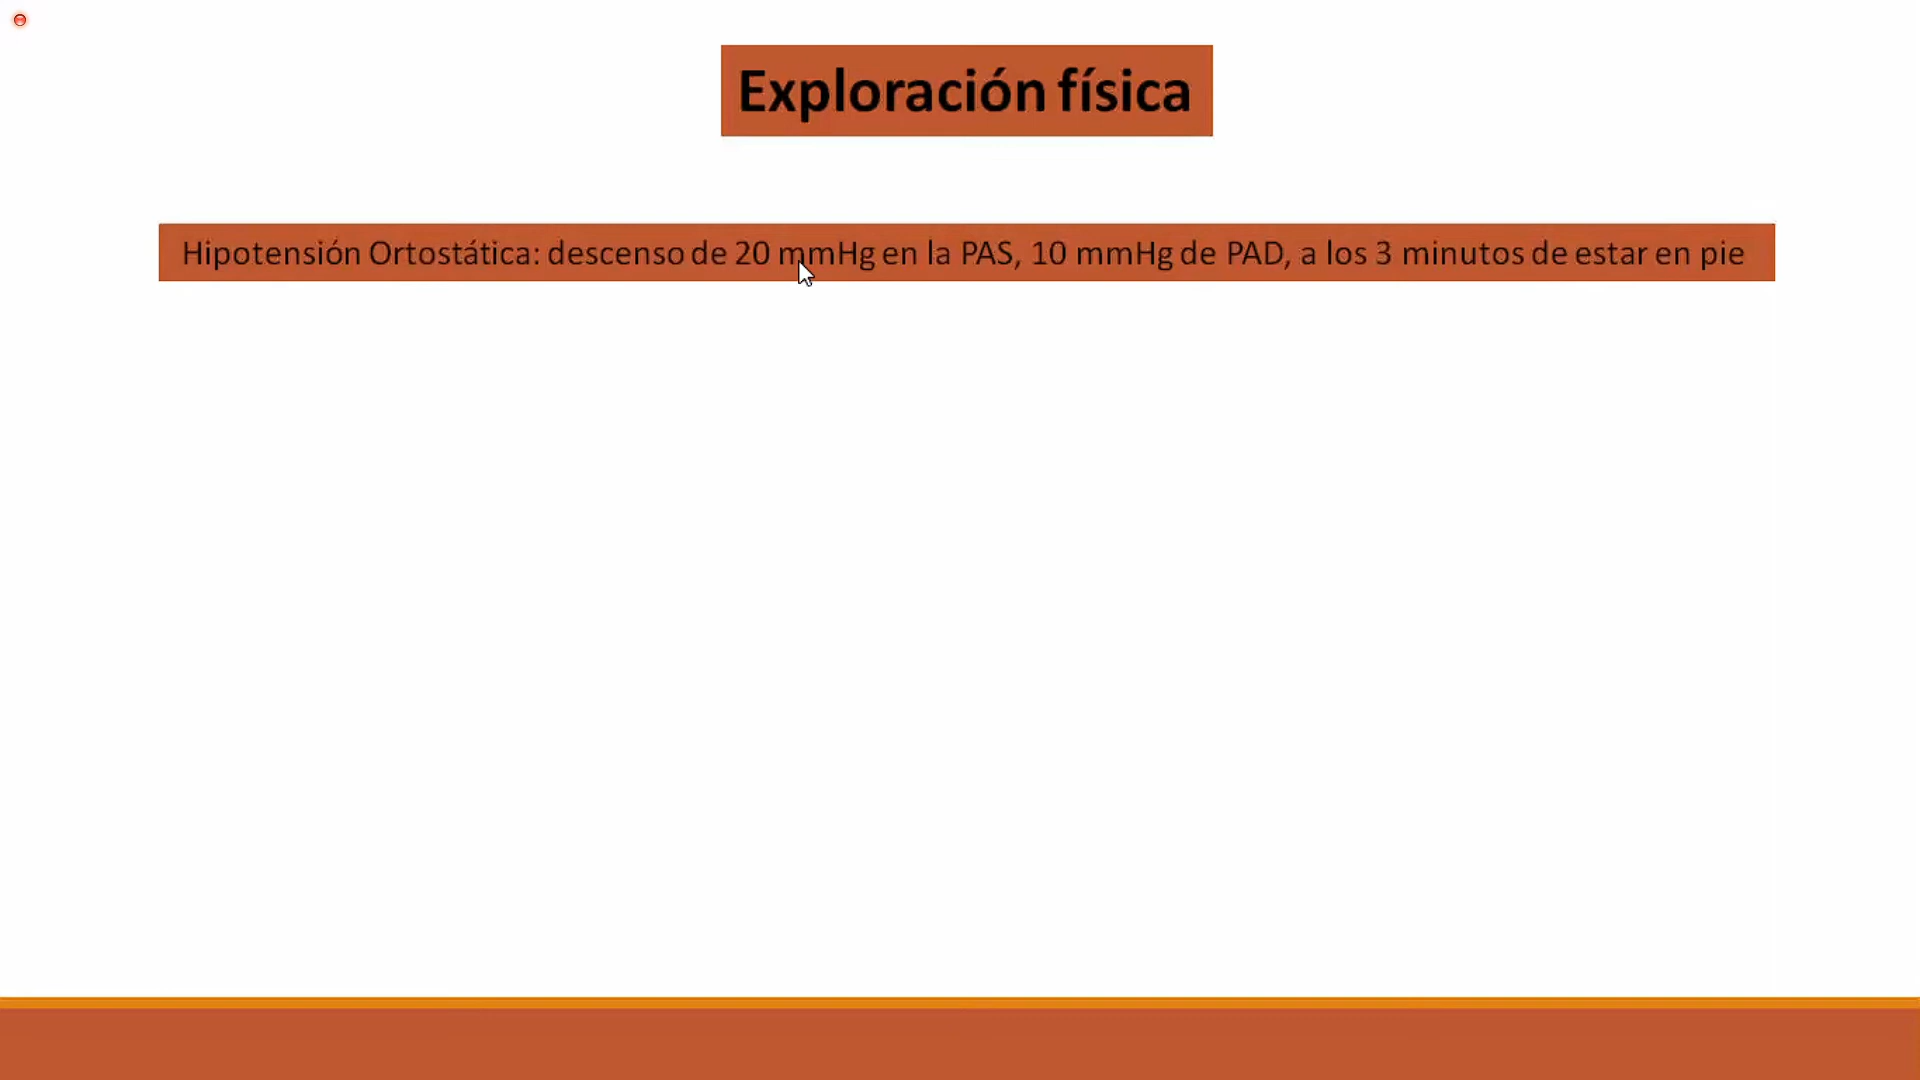 Exploración física
Hipotensión Ortostática: descenso de 20 mmHg en la PAS, 10 mmHg de PAD, a los 3 minutos de estar en pie